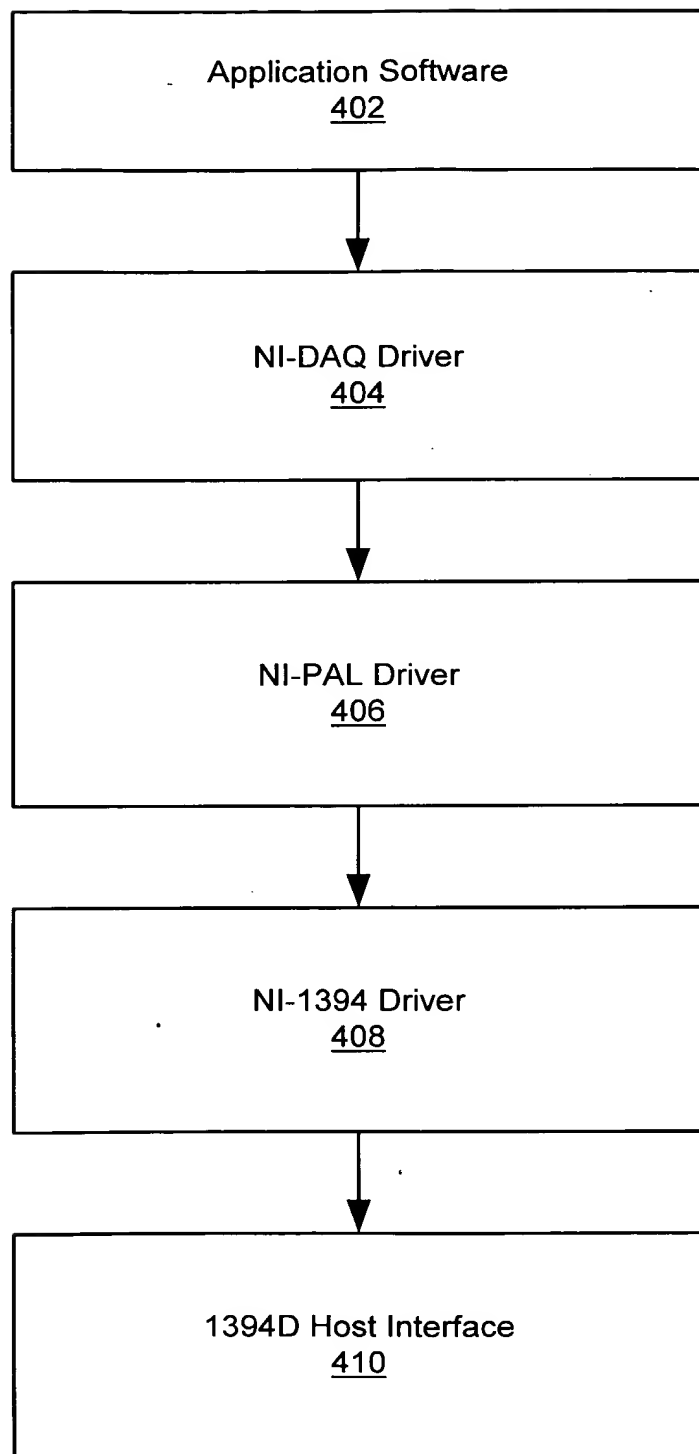 Application Software
402
NI-DAQ Driver
404
NI-PAL Driver
406
NI-1394 Driver
408
1394D Host Interface
410